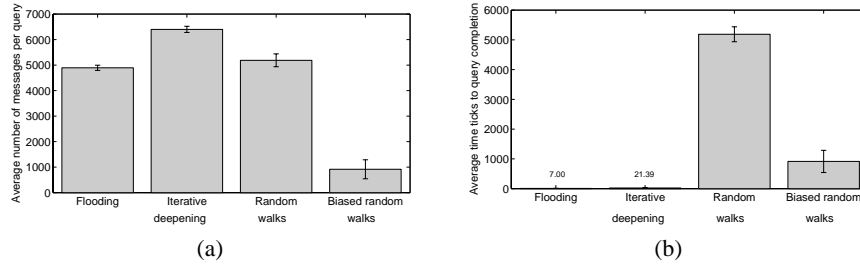 Average number of messages per query
7000
6000
5000
4000
3000
2000
1000
0
Flooding
Iterative
deepening
Random
walks
Biased random
walks
(a)
Average time ticks to query completion
6000
5000
4000
3000
2000
1000
0
7.00
21.39
Flooding
Iterative
deepening
Random
walks
Biased random
walks
(b)